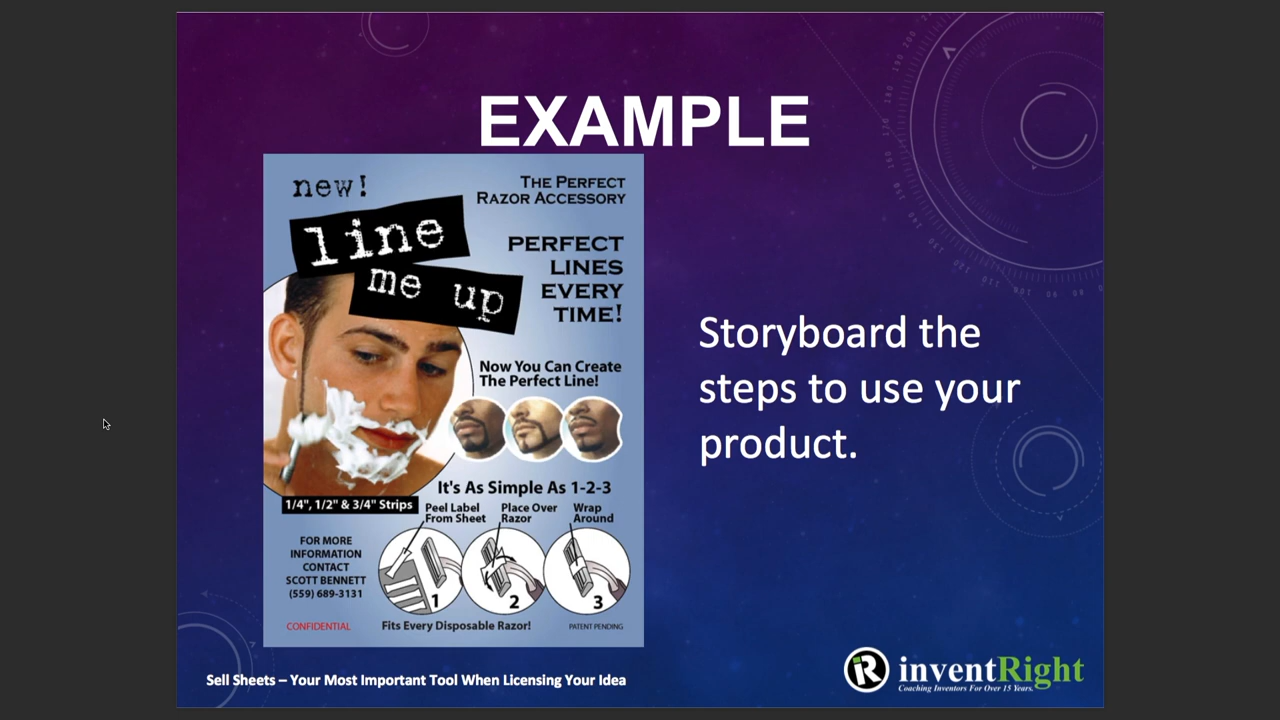 EXAMPLE
new!
line
me up
THE PERFECT
RAZOR ACCESSORY
PERFECT
LINES
EVERY
TIME!
Now You Can Create
The Perfect Line!
1/4", 1/2" & 3/4" Strips
It's As Simple As 1-2-3
Peel Label
From Sheet
Place Over
Razor
Wrap
Around
1
2
3
FOR MORE
INFORMATION
CONTACT
SCOTT BENNETT
(559) 689-3131
CONFIDENTIAL
Fits Every Disposable Razor!
PATENT PENDING
Storyboard the
steps to use your
product.
Sell Sheets – Your Most Important Tool When Licensing Your Idea
iR inventRight
Coaching Inventors For Over 15 Years.